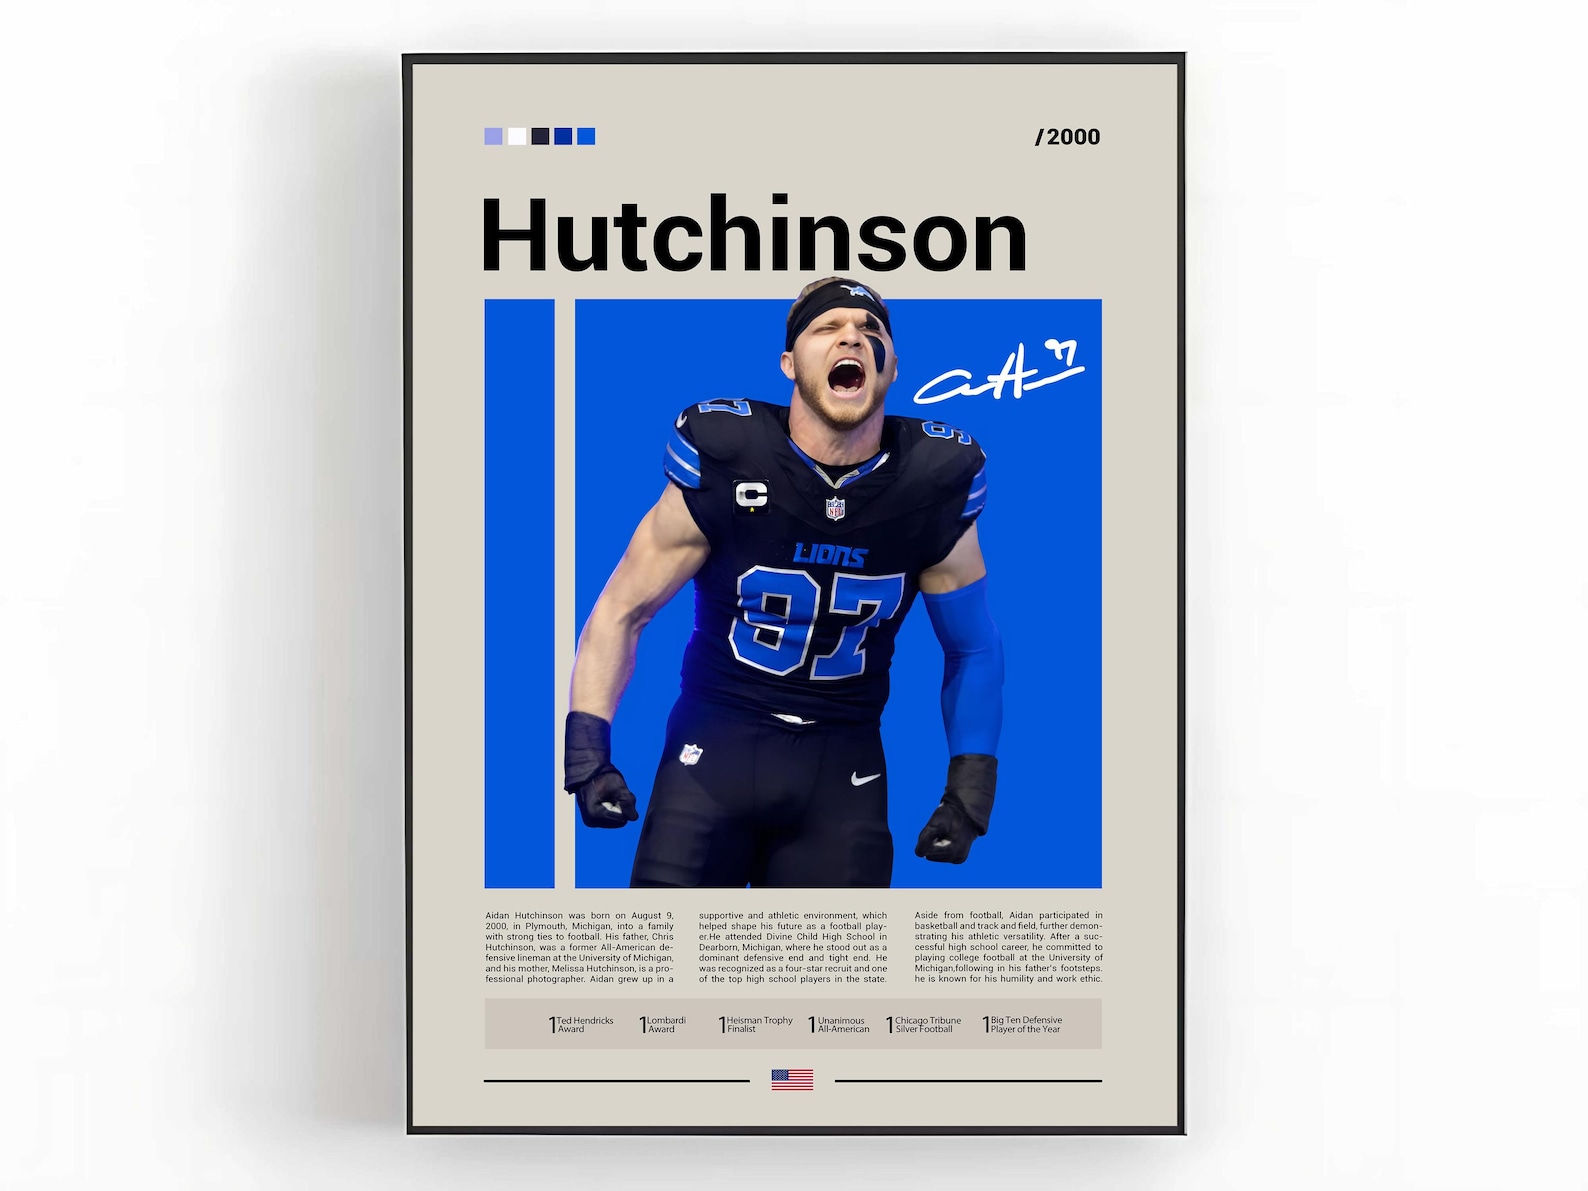 /2000
Hutchinson
97
97
97
C
NFL
LIONS
97
NFL
Aidan Hutchinson was born on August 9,
2000, in Plymouth, Michigan, into a family
with strong ties to football. His father, Chris
Hutchinson, was a former All-American de-
fensive lineman at the University of Michigan,
and his mother, Melissa Hutchinson, is a pro-
fessional photographer. Aidan grew up in a
supportive and athletic environment, which
helped shape his future as a football play-
er.He attended Divine Child High School in
Dearborn, Michigan, where he stood out as a
dominant defensive end and tight end. He
was recognized as a four-star recruit and one
of the top high school players in the state.
Aside from football, Aidan participated in
basketball and track and field, further demon-
strating his athletic versatility. After a suc-
cessful high school career, he committed to
playing college football at the University of
Michigan,following in his father's footsteps.
he is known for his humility and work ethic.
1 Ted Hendricks
Award
1 Lombardi
Award
1 Heisman Trophy
Finalist
1 Unanimous
All-American
1 Chicago Tribune
Silver Football
1 Big Ten Defensive
Player of the Year